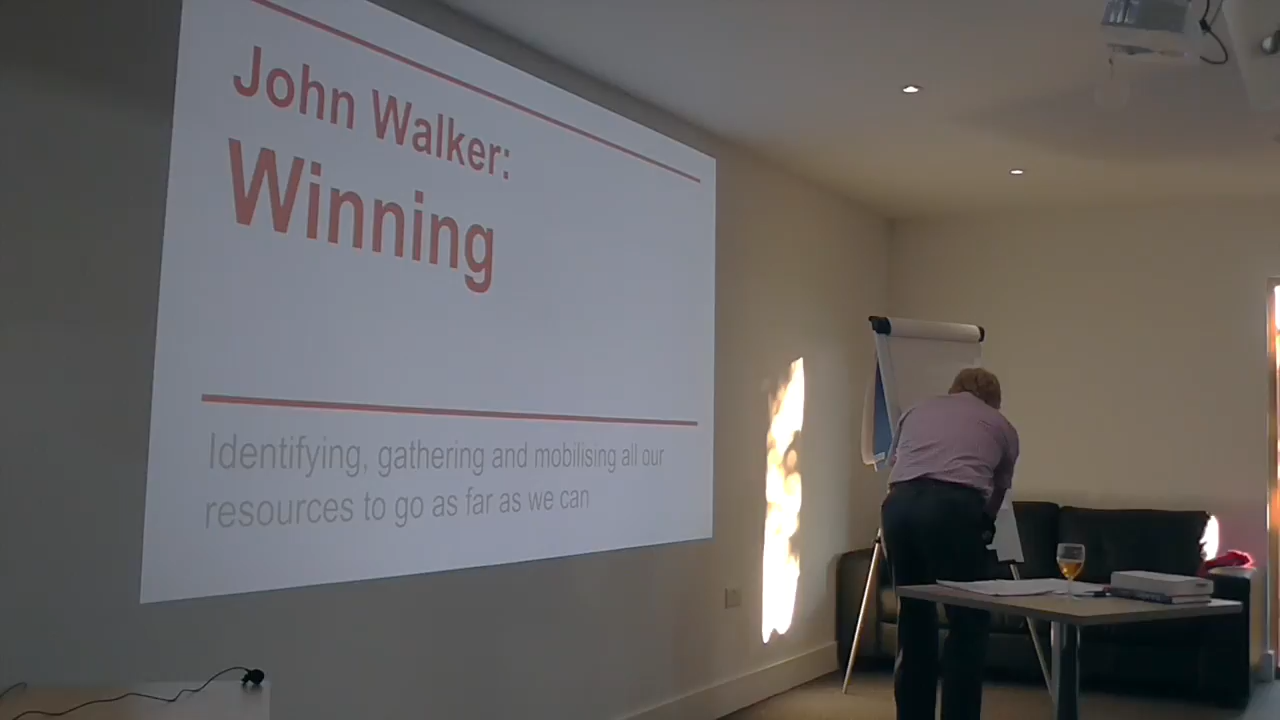 John Walker:
Winning
Identifying, gathering and mobilising all our
resources to go as far as we can